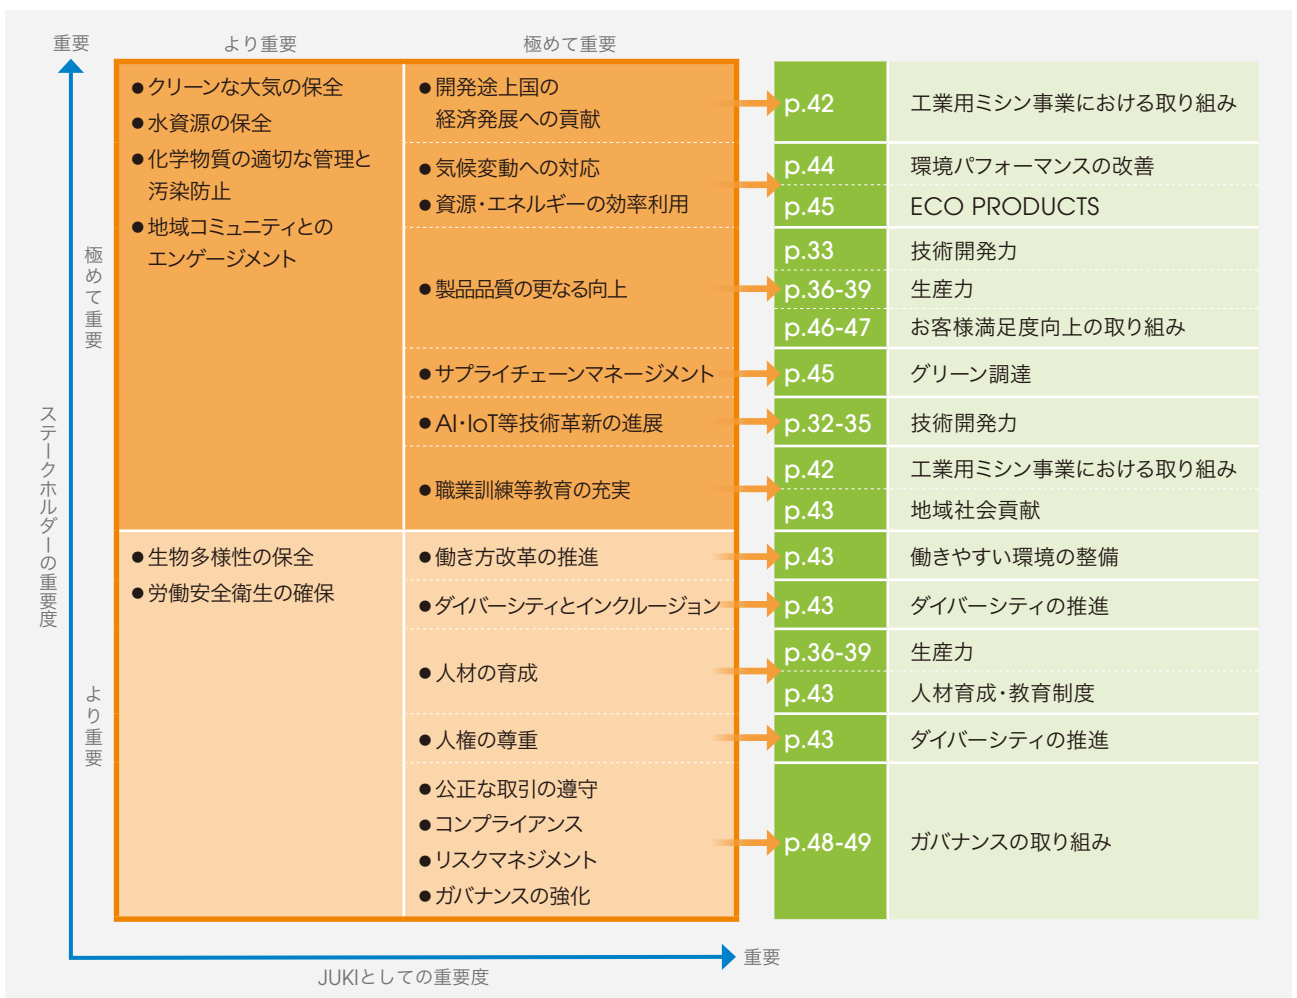 重要
より重要
極めて重要
●クリーンな大気の保全
●水資源の保全
●化学物質の適切な管理と
汚染防止
●地域コミュニティとの
エンゲージメント
●開発途上国の
経済発展への貢献
p.42 工業用ミシン事業における取り組み
●気候変動への対応
●資源・エネルギーの効率利用
p.44 環境パフォーマンスの改善
p.45 ECO PRODUCTS
●製品品質の更なる向上
p.33 技術開発力
p.36-39 生産力
p.46-47 お客様満足度向上の取り組み
●サプライチェーンマネージメント
p.45 グリーン調達
●AI・IoT等技術革新の進展
p.32-35 技術開発力
●職業訓練等教育の充実
p.42 工業用ミシン事業における取り組み
p.43 地域社会貢献
●生物多様性の保全
●労働安全衛生の確保
●働き方改革の推進
p.43 働きやすい環境の整備
●ダイバーシティとインクルージョン
p.43 ダイバーシティの推進
●人材の育成
p.36-39 生産力
p.43 人材育成・教育制度
●人権の尊重
p.43 ダイバーシティの推進
●公正な取引の遵守
●コンプライアンス
●リスクマネジメント
●ガバナンスの強化
p.48-49 ガバナンスの取り組み
極めて重要
より重要
ステークホルダーの重要度
重要
JUKIとしての重要度